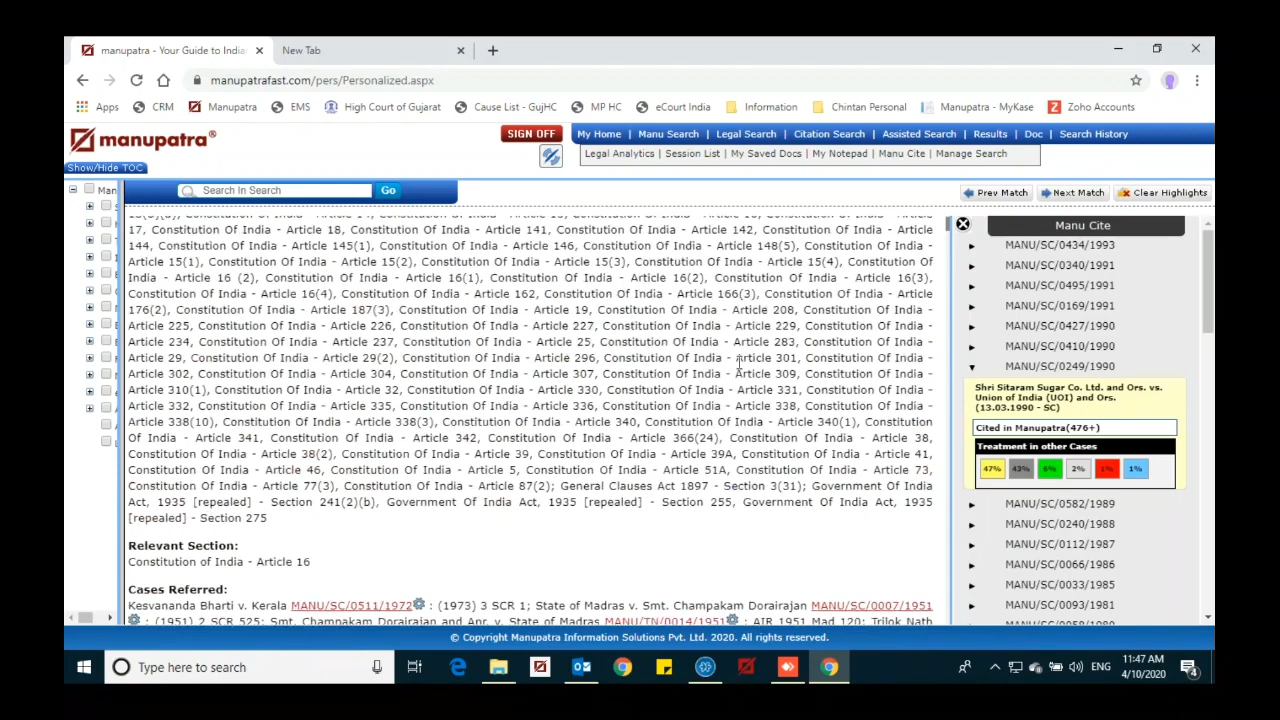 manupatra - Your Guide to India
New Tab
manupatrafast.com/pers/Personalized.aspx
Apps CRM Manupatra EMS High Court of Gujarat Cause List - GujHC MP HC eCourt India Information Chintan Personal Manupatra - MyKase Zoho Accounts
manupatra®
SIGN OFF
My Home | Manu Search | Legal Search | Citation Search | Assisted Search | Results | Doc | Search History
Legal Analytics | Session List | My Saved Docs | My Notepad | Manu Cite | Manage Search
Show/Hide TOC
Man
Search In Search Go
Prev Match Next Match Clear Highlights
17, Constitution Of India - Article 18, Constitution Of India - Article 141, Constitution Of India - Article 142, Constitution Of India - Article
144, Constitution Of India - Article 145(1), Constitution Of India - Article 146, Constitution Of India - Article 148(5), Constitution Of India -
Article 15(1), Constitution Of India - Article 15(2), Constitution Of India - Article 15(3), Constitution Of India - Article 15(4), Constitution Of
India - Article 16 (2), Constitution Of India - Article 16(1), Constitution Of India - Article 16(2), Constitution Of India - Article 16(3),
Constitution Of India - Article 16(4), Constitution Of India - Article 162, Constitution Of India - Article 166(3), Constitution Of India - Article
176(2), Constitution Of India - Article 187(3), Constitution Of India - Article 19, Constitution Of India - Article 208, Constitution Of India -
Article 225, Constitution Of India - Article 226, Constitution Of India - Article 227, Constitution Of India - Article 229, Constitution Of India -
Article 234, Constitution Of India - Article 237, Constitution Of India - Article 25, Constitution Of India - Article 283, Constitution Of India -
Article 29, Constitution Of India - Article 29(2), Constitution Of India - Article 296, Constitution Of India - Article 301, Constitution Of India -
Article 302, Constitution Of India - Article 304, Constitution Of India - Article 307, Constitution Of India - Article 309, Constitution Of India -
Article 310(1), Constitution Of India - Article 32, Constitution Of India - Article 330, Constitution Of India - Article 331, Constitution Of India -
Article 332, Constitution Of India - Article 335, Constitution Of India - Article 336, Constitution Of India - Article 338, Constitution Of India -
Article 338(10), Constitution Of India - Article 338(3), Constitution Of India - Article 340, Constitution Of India - Article 340(1), Constitution
Of India - Article 341, Constitution Of India - Article 342, Constitution Of India - Article 366(24), Constitution Of India - Article 38,
Constitution Of India - Article 38(2), Constitution Of India - Article 39, Constitution Of India - Article 39A, Constitution Of India - Article 41,
Constitution Of India - Article 46, Constitution Of India - Article 5, Constitution Of India - Article 51A, Constitution Of India - Article 73,
Constitution Of India - Article 77(3), Constitution Of India - Article 87(2); General Clauses Act 1897 - Section 3(31); Government Of India
Act, 1935 [repealed] - Section 241(2)(b), Government Of India Act, 1935 [repealed] - Section 255, Government Of India Act, 1935
[repealed] - Section 275
Relevant Section:
Constitution of India - Article 16
Cases Referred:
Kesvananda Bharti v. Kerala MANU/SC/0511/1972 : (1973) 3 SCR 1; State of Madras v. Smt. Champakam Dorairajan MANU/SC/0007/1951
: (1951) 2 SCR 525; Smt. Champakam Dorairajan and Anr. v. State of Madras MANU/TN/0014/1951 : AIR 1951 Mad 120; Trilok Nath
Manu Cite
MANU/SC/0434/1993
MANU/SC/0340/1991
MANU/SC/0495/1991
MANU/SC/0169/1991
MANU/SC/0427/1990
MANU/SC/0410/1990
MANU/SC/0249/1990
Shri Sitaram Sugar Co. Ltd. and Ors. vs.
Union of India (UOI) and Ors.
(13.03.1990 - SC)
Cited in Manupatra(476+)
Treatment in other Cases
47% 43% 6% 2% 1% 1%
MANU/SC/0582/1989
MANU/SC/0240/1988
MANU/SC/0112/1987
MANU/SC/0066/1986
MANU/SC/0033/1985
MANU/SC/0093/1981
© Copyright Manupatra Information Solutions Pvt. Ltd. 2020. All rights reserved.
Type here to search
ENG
11:47 AM
4/10/2020
4